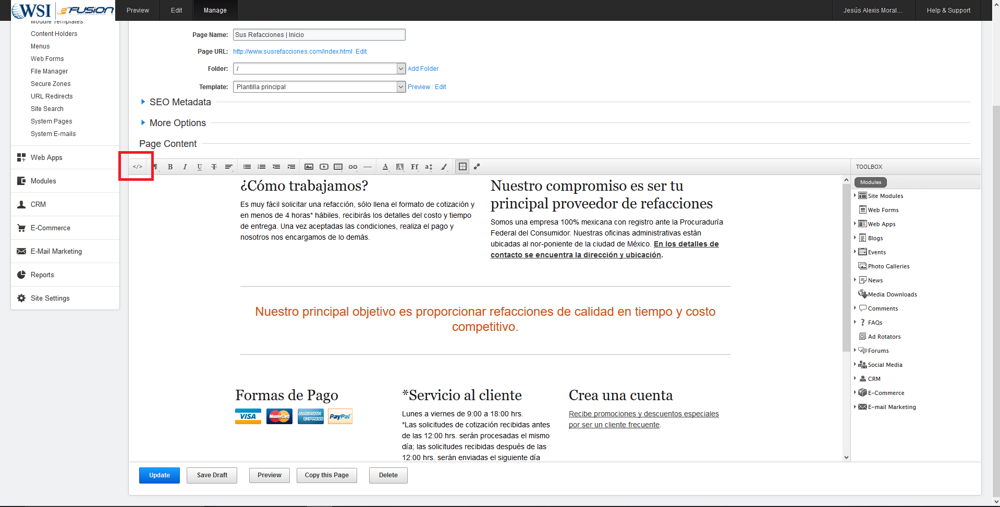 WSI eFUSION
Preview
Edit
Manage
Jesús Alexis Moral...
Help & Support
Module Templates
Content Holders
Menus
Web Forms
File Manager
Secure Zones
URL Redirects
Site Search
System Pages
System E-mails
Web Apps
Modules
CRM
E-Commerce
E-Mail Marketing
Reports
Site Settings
Page Name: Sus Refacciones | Inicio
Page URL: http://www.susrefacciones.com/index.html Edit
Folder: / Add Folder
Template: Plantilla principal Preview Edit
SEO Metadata
More Options
Page Content
</> ¶ B I U T A A Ff a
¿Cómo trabajamos?
Es muy fácil solicitar una refacción, sólo llena el formato de cotización y
en menos de 4 horas* hábiles, recibirás los detalles del costo y tiempo
de entrega. Una vez aceptadas las condiciones, realiza el pago y
nosotros nos encargamos de lo demás.
Nuestro compromiso es ser tu
principal proveedor de refacciones
Somos una empresa 100% mexicana con registro ante la Procuraduría
Federal del Consumidor. Nuestras oficinas administrativas están
ubicadas al nor-poniente de la ciudad de México. En los detalles de
contacto se encuentra la dirección y ubicación.
Nuestro principal objetivo es proporcionar refacciones de calidad en tiempo y costo
competitivo.
Formas de Pago
VISA MasterCard AMERICAN EXPRESS PayPal
*Servicio al cliente
Lunes a viernes de 9:00 a 18:00 hrs.
*Las solicitudes de cotización recibidas antes
de las 12:00 hrs. serán procesadas el mismo
día; las solicitudes recibidas después de las
12:00 hrs. serán enviadas el siguiente día
Crea una cuenta
Recibe promociones y descuentos especiales
por ser un cliente frecuente.
TOOLBOX
Modules
Site Modules
Web Forms
Web Apps
Blogs
Events
Photo Galleries
News
Media Downloads
Comments
FAQs
Ad Rotators
Forums
Social Media
CRM
E-Commerce
E-mail Marketing
Update
Save Draft
Preview
Copy this Page
Delete